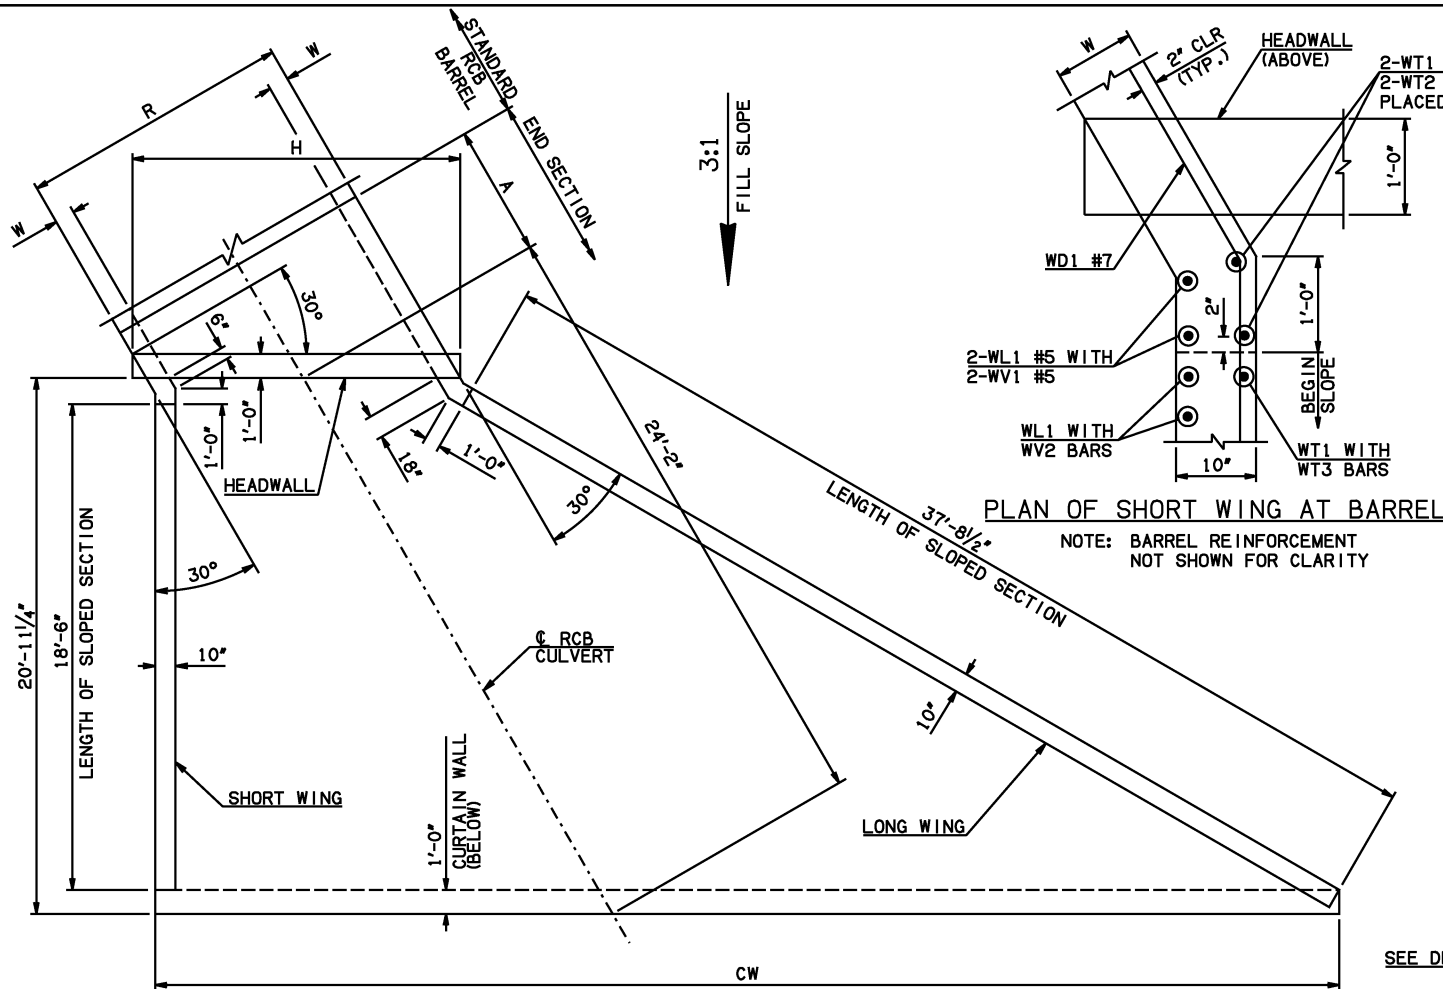 STANDARD
RCB
BARREL
END SECTION
W
R
H
A
W
30°
6"
1'-0"
1'-0"
HEADWALL
18"
1'-0"
30°
24'-2"
3:1
FILL SLOPE
37'-8½"
LENGTH OF SLOPED SECTION
20'-11¼"
18'-6"
LENGTH OF SLOPED SECTION
30°
10"
SHORT WING
℄ RCB
CULVERT
10"
LONG WING
1'-0"
CURTAIN WALL
(BELOW)
CW
W
2" CLR
(TYP.)
HEADWALL
(ABOVE)
2-WT1
2-WT2
PLACED
1'-0"
WD1 #7
2"
1'-0"
2-WL1 #5 WITH
2-WV1 #5
BEGIN
SLOPE
WL1 WITH
WV2 BARS
WT1 WITH
WT3 BARS
10"
PLAN OF SHORT WING AT BARREL
NOTE: BARREL REINFORCEMENT
NOT SHOWN FOR CLARITY
SEE